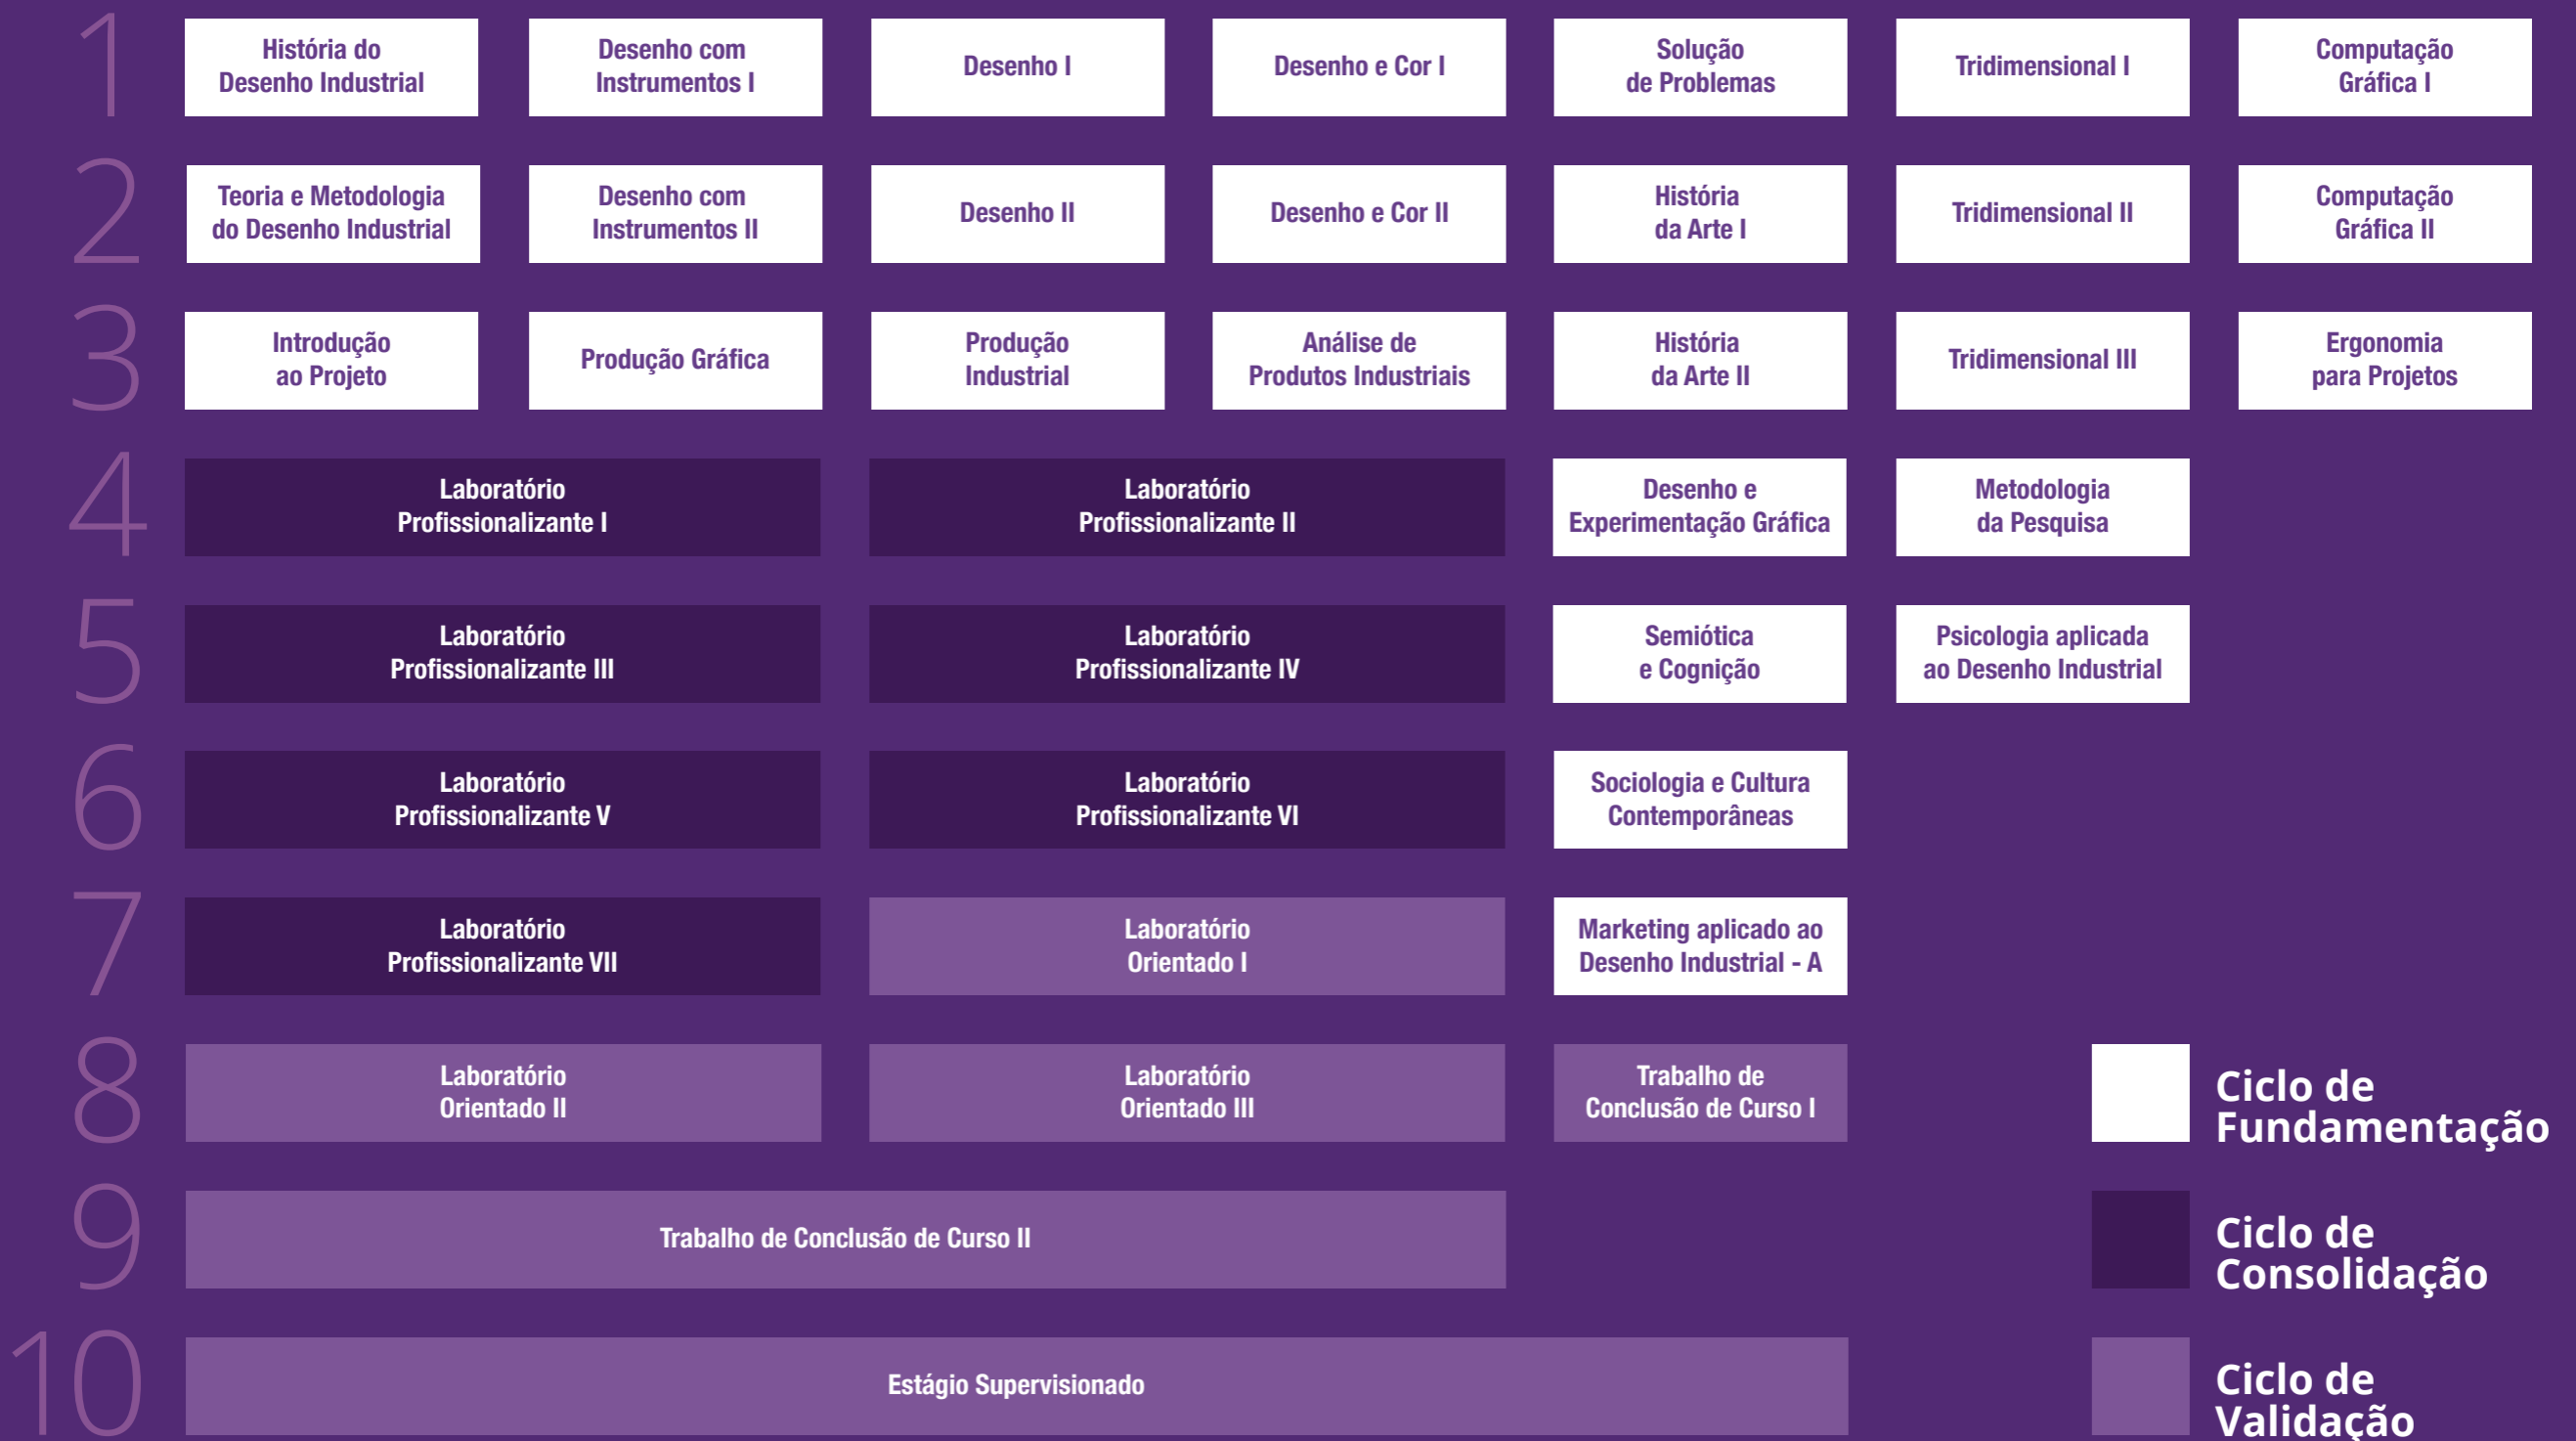 1
História do
Desenho Industrial
Desenho com
Instrumentos I
Desenho I
Desenho e Cor I
Solução
de Problemas
Tridimensional I
Computação
Gráfica I
2
Teoria e Metodologia
do Desenho Industrial
Desenho com
Instrumentos II
Desenho II
Desenho e Cor II
História
da Arte I
Tridimensional II
Computação
Gráfica II
3
Introdução
ao Projeto
Produção Gráfica
Produção
Industrial
Análise de
Produtos Industriais
História
da Arte II
Tridimensional III
Ergonomia
para Projetos
4
Laboratório
Profissionalizante I
Laboratório
Profissionalizante II
Desenho e
Experimentação Gráfica
Metodologia
da Pesquisa
5
Laboratório
Profissionalizante III
Laboratório
Profissionalizante IV
Semiótica
e Cognição
Psicologia aplicada
ao Desenho Industrial
6
Laboratório
Profissionalizante V
Laboratório
Profissionalizante VI
Sociologia e Cultura
Contemporâneas
7
Laboratório
Profissionalizante VII
Laboratório
Orientado I
Marketing aplicado ao
Desenho Industrial - A
8
Laboratório
Orientado II
Laboratório
Orientado III
Trabalho de
Conclusão de Curso I
9
Trabalho de Conclusão de Curso II
10
Estágio Supervisionado
Ciclo de
Fundamentação
Ciclo de
Consolidação
Ciclo de
Validação